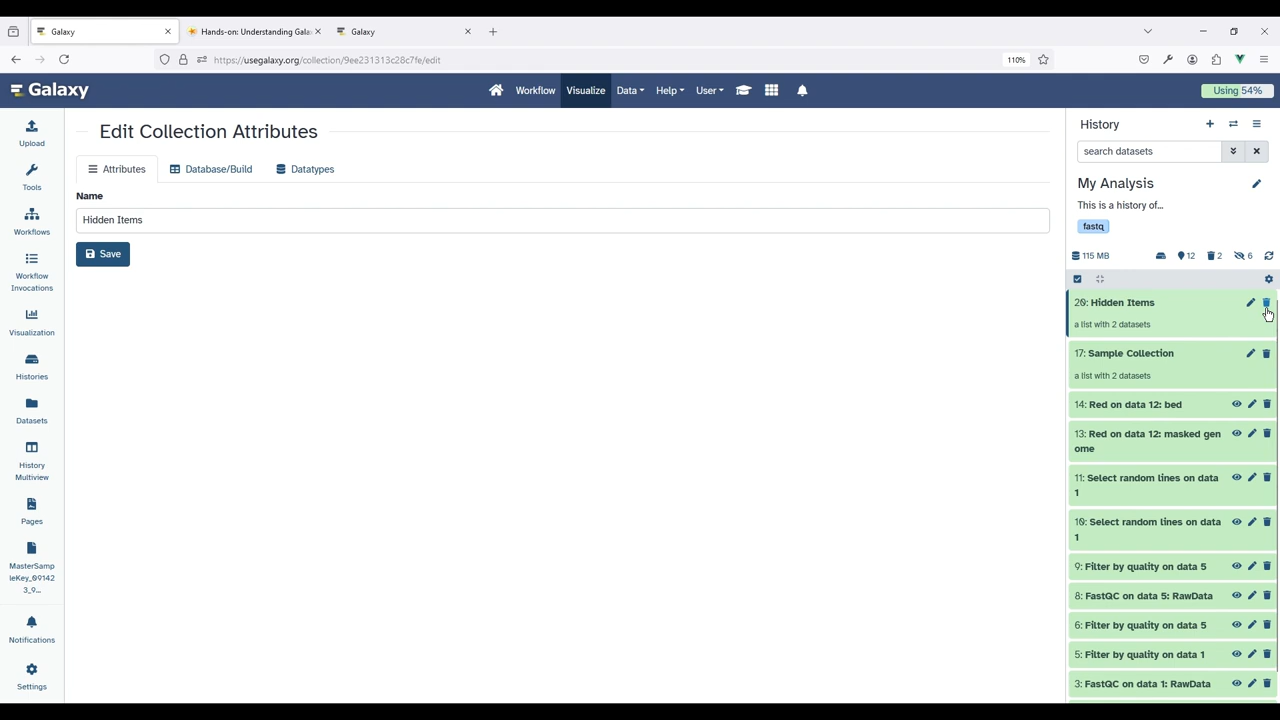 Galaxy
Hands-on: Understanding Gala
Galaxy
https://usegalaxy.org/collection/9ee231313c28c7fe/edit
110%
Galaxy
Workflow
Visualize
Data
Help
User
Using 54%
Upload
Tools
Workflows
Workflow
Invocations
Visualization
Histories
Datasets
History
Multiview
Pages
MasterSamp
leKey_09142
3_9...
Notifications
Settings
Edit Collection Attributes
Attributes
Database/Build
Datatypes
Name
Hidden Items
Save
History
search datasets
My Analysis
This is a history of...
fastq
115 MB
12
2
6
20: Hidden Items
a list with 2 datasets
17: Sample Collection
a list with 2 datasets
14: Red on data 12: bed
13: Red on data 12: masked gen
ome
11: Select random lines on data
1
10: Select random lines on data
1
9: Filter by quality on data 5
8: FastQC on data 5: RawData
6: Filter by quality on data 5
5: Filter by quality on data 1
3: FastQC on data 1: RawData